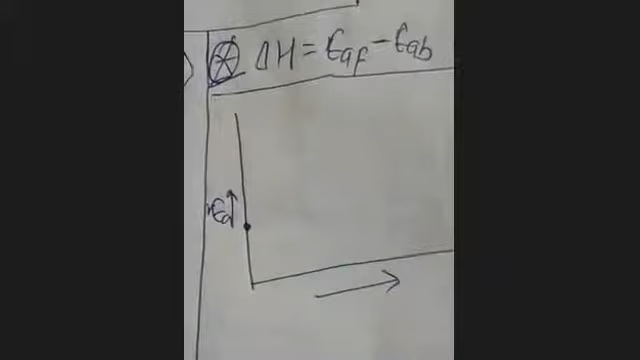 ΔH = Eaf - Eab
Ea